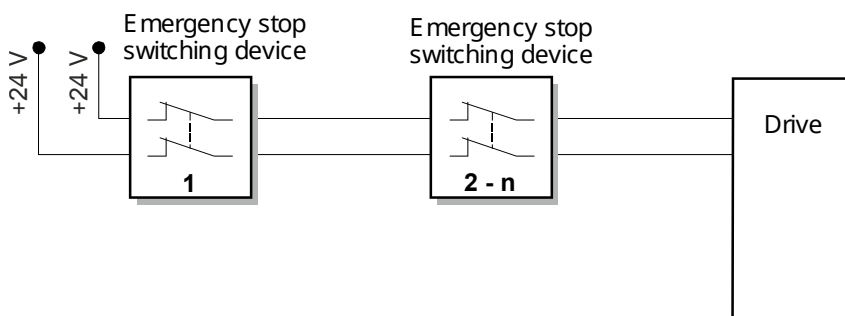 Emergency stop
switching device
Emergency stop
switching device
+24 V
+24 V
Drive
1
2 - n